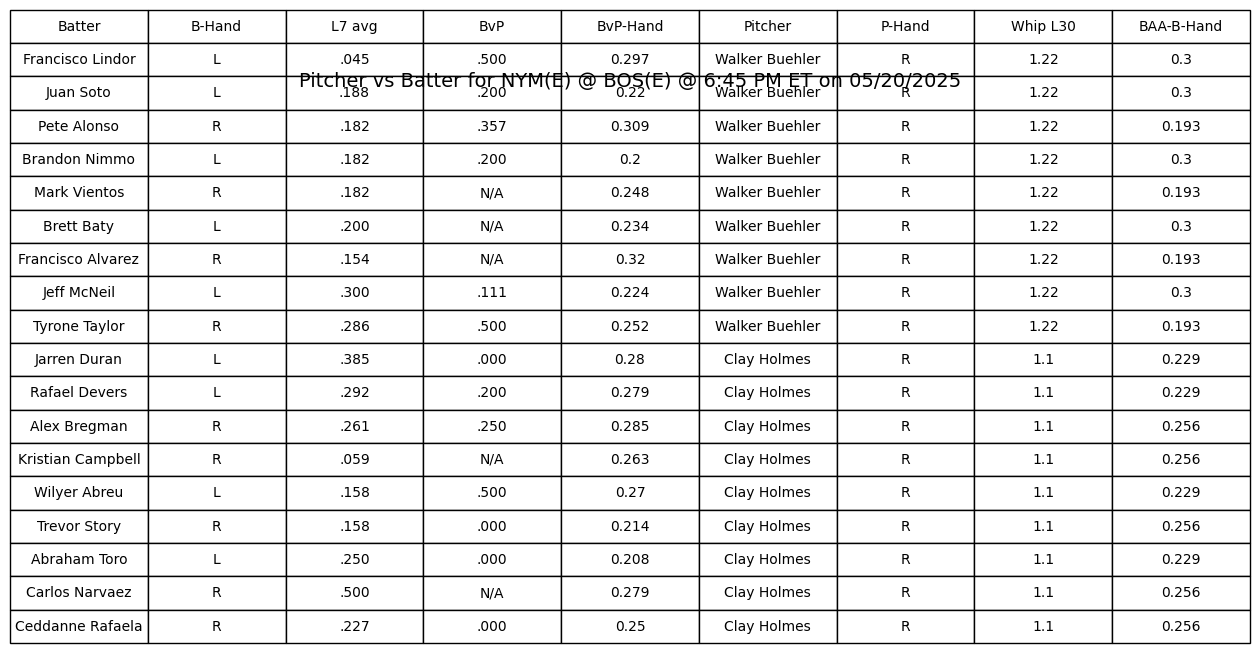 Batter B-Hand L7 avg BvP BvP-Hand Pitcher P-Hand Whip L30 BAA-B-Hand
Francisco Lindor L .045 .500 0.297 Walker Buehler R 1.22 0.3
Pitcher vs Batter for NYM(E) @ BOS(E) @ 6:45 PM ET on 05/20/2025
Juan Soto L .188 .200 0.22 Walker Buehler R 1.22 0.3
Pete Alonso R .182 .357 0.309 Walker Buehler R 1.22 0.193
Brandon Nimmo L .182 .200 0.2 Walker Buehler R 1.22 0.3
Mark Vientos R .182 N/A 0.248 Walker Buehler R 1.22 0.193
Brett Baty L .200 N/A 0.234 Walker Buehler R 1.22 0.3
Francisco Alvarez R .154 N/A 0.32 Walker Buehler R 1.22 0.193
Jeff McNeil L .300 .111 0.224 Walker Buehler R 1.22 0.3
Tyrone Taylor R .286 .500 0.252 Walker Buehler R 1.22 0.193
Jarren Duran L .385 .000 0.28 Clay Holmes R 1.1 0.229
Rafael Devers L .292 .200 0.279 Clay Holmes R 1.1 0.229
Alex Bregman R .261 .250 0.285 Clay Holmes R 1.1 0.256
Kristian Campbell R .059 N/A 0.263 Clay Holmes R 1.1 0.256
Wilyer Abreu L .158 .500 0.27 Clay Holmes R 1.1 0.229
Trevor Story R .158 .000 0.214 Clay Holmes R 1.1 0.256
Abraham Toro L .250 .000 0.208 Clay Holmes R 1.1 0.229
Carlos Narvaez R .500 N/A 0.279 Clay Holmes R 1.1 0.256
Ceddanne Rafaela R .227 .000 0.25 Clay Holmes R 1.1 0.256